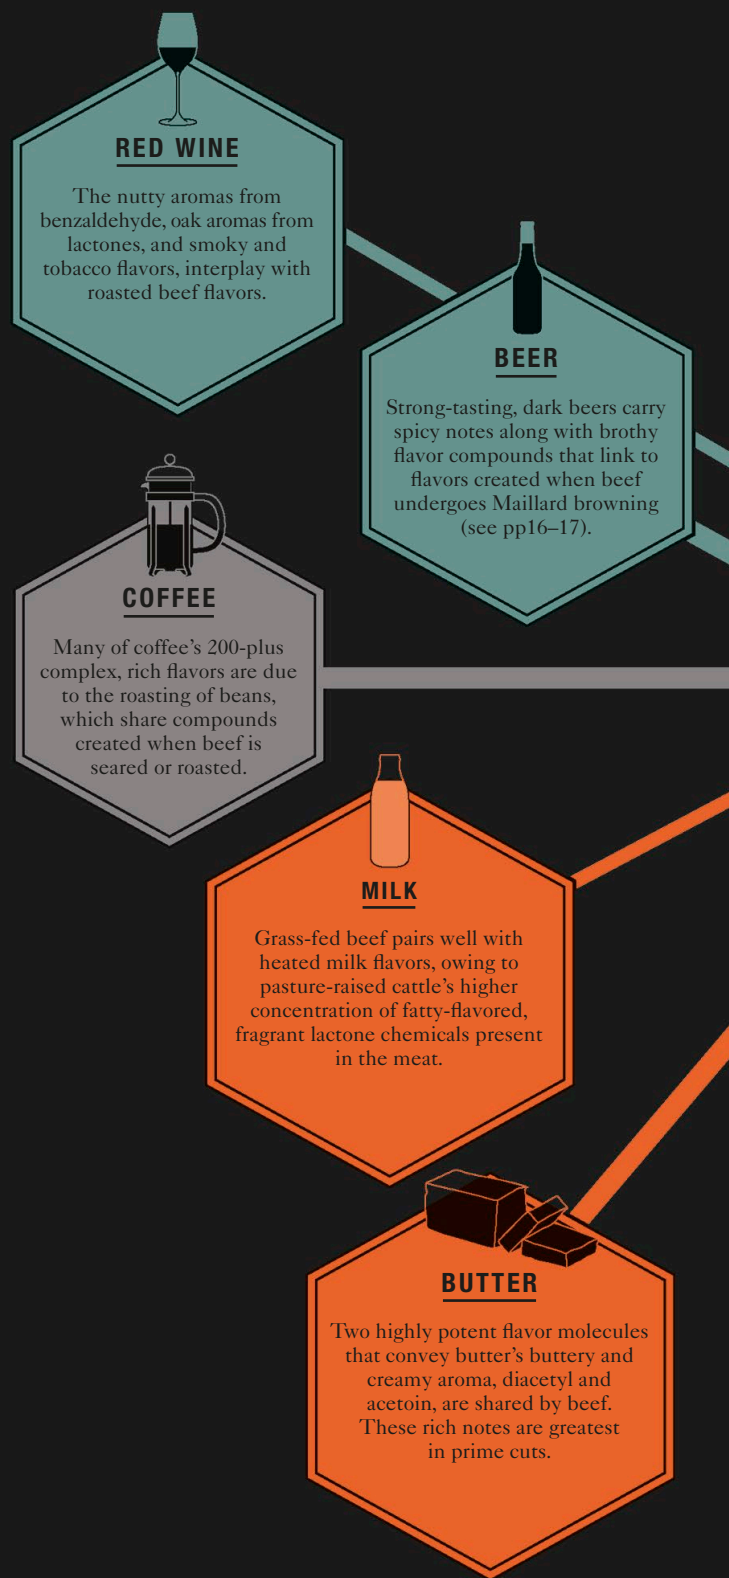 RED WINE
The nutty aromas from
benzaldehyde, oak aromas from
lactones, and smoky and
tobacco flavors, interplay with
roasted beef flavors.
BEER
Strong-tasting, dark beers carry
spicy notes along with brothy
flavor compounds that link to
flavors created when beef
undergoes Maillard browning
(see pp16–17).
COFFEE
Many of coffee’s 200-plus
complex, rich flavors are due
to the roasting of beans,
which share compounds
created when beef is
seared or roasted.
MILK
Grass-fed beef pairs well with
heated milk flavors, owing to
pasture-raised cattle’s higher
concentration of fatty-flavored,
fragrant lactone chemicals present
in the meat.
BUTTER
Two highly potent flavor molecules
that convey butter’s buttery and
creamy aroma, diacetyl and
acetoin, are shared by beef.
These rich notes are greatest
in prime cuts.